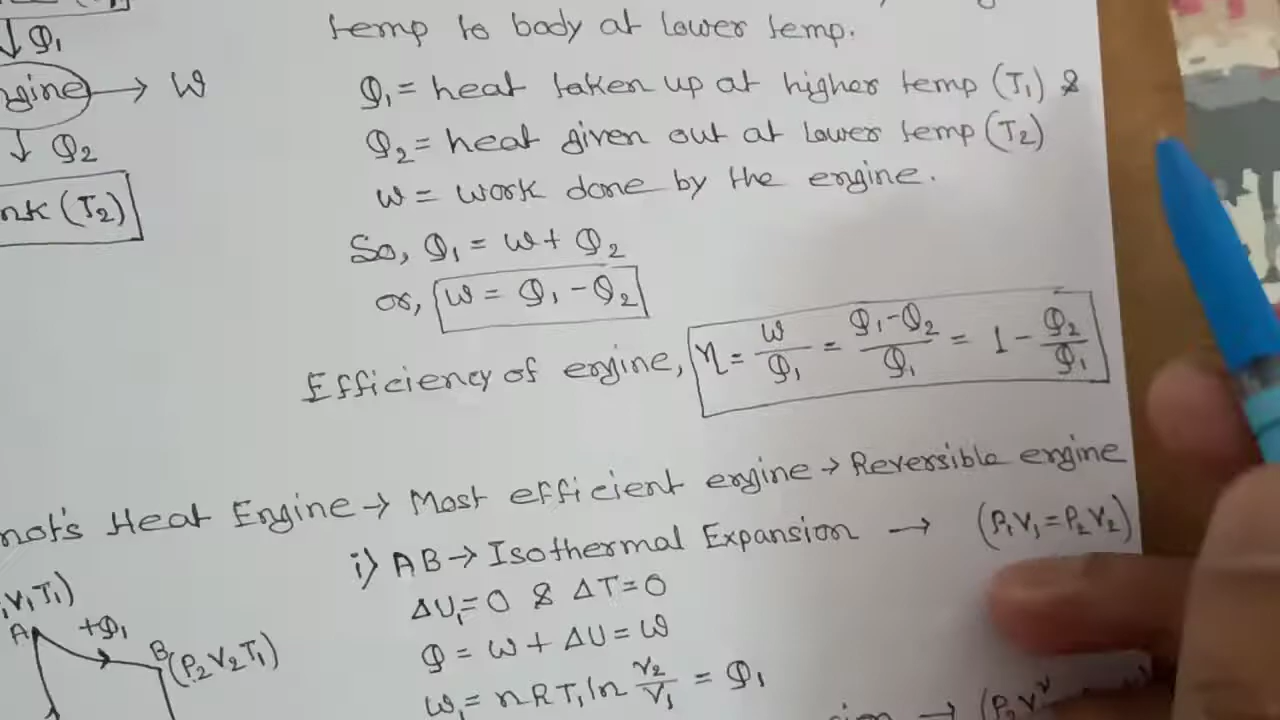 temp to body at lower temp.
↓Q₁
Q₁ = heat taken up at higher temp (T₁) &
→ W
Q₂ = heat given out at lower temp (T₂)
↓ Q₂
W = work done by the engine.
(T₂)
So, Q₁ = W + Q₂
or, W = Q₁ - Q₂
Efficiency of engine, η = W/Q₁ = (Q₁-Q₂)/Q₁ = 1 - Q₂/Q₁
Heat Engine → Most efficient engine → Reversible engine
i) AB → Isothermal Expansion → (P₁V₁ = P₂V₂)
V₁T₁)
ΔU₁ = 0 & ΔT = 0
A +Q₁
B(P₂V₂T₁)
Q = W + ΔU = W
W₁ = nRT₁ ln V₂/V₁ = Q₁